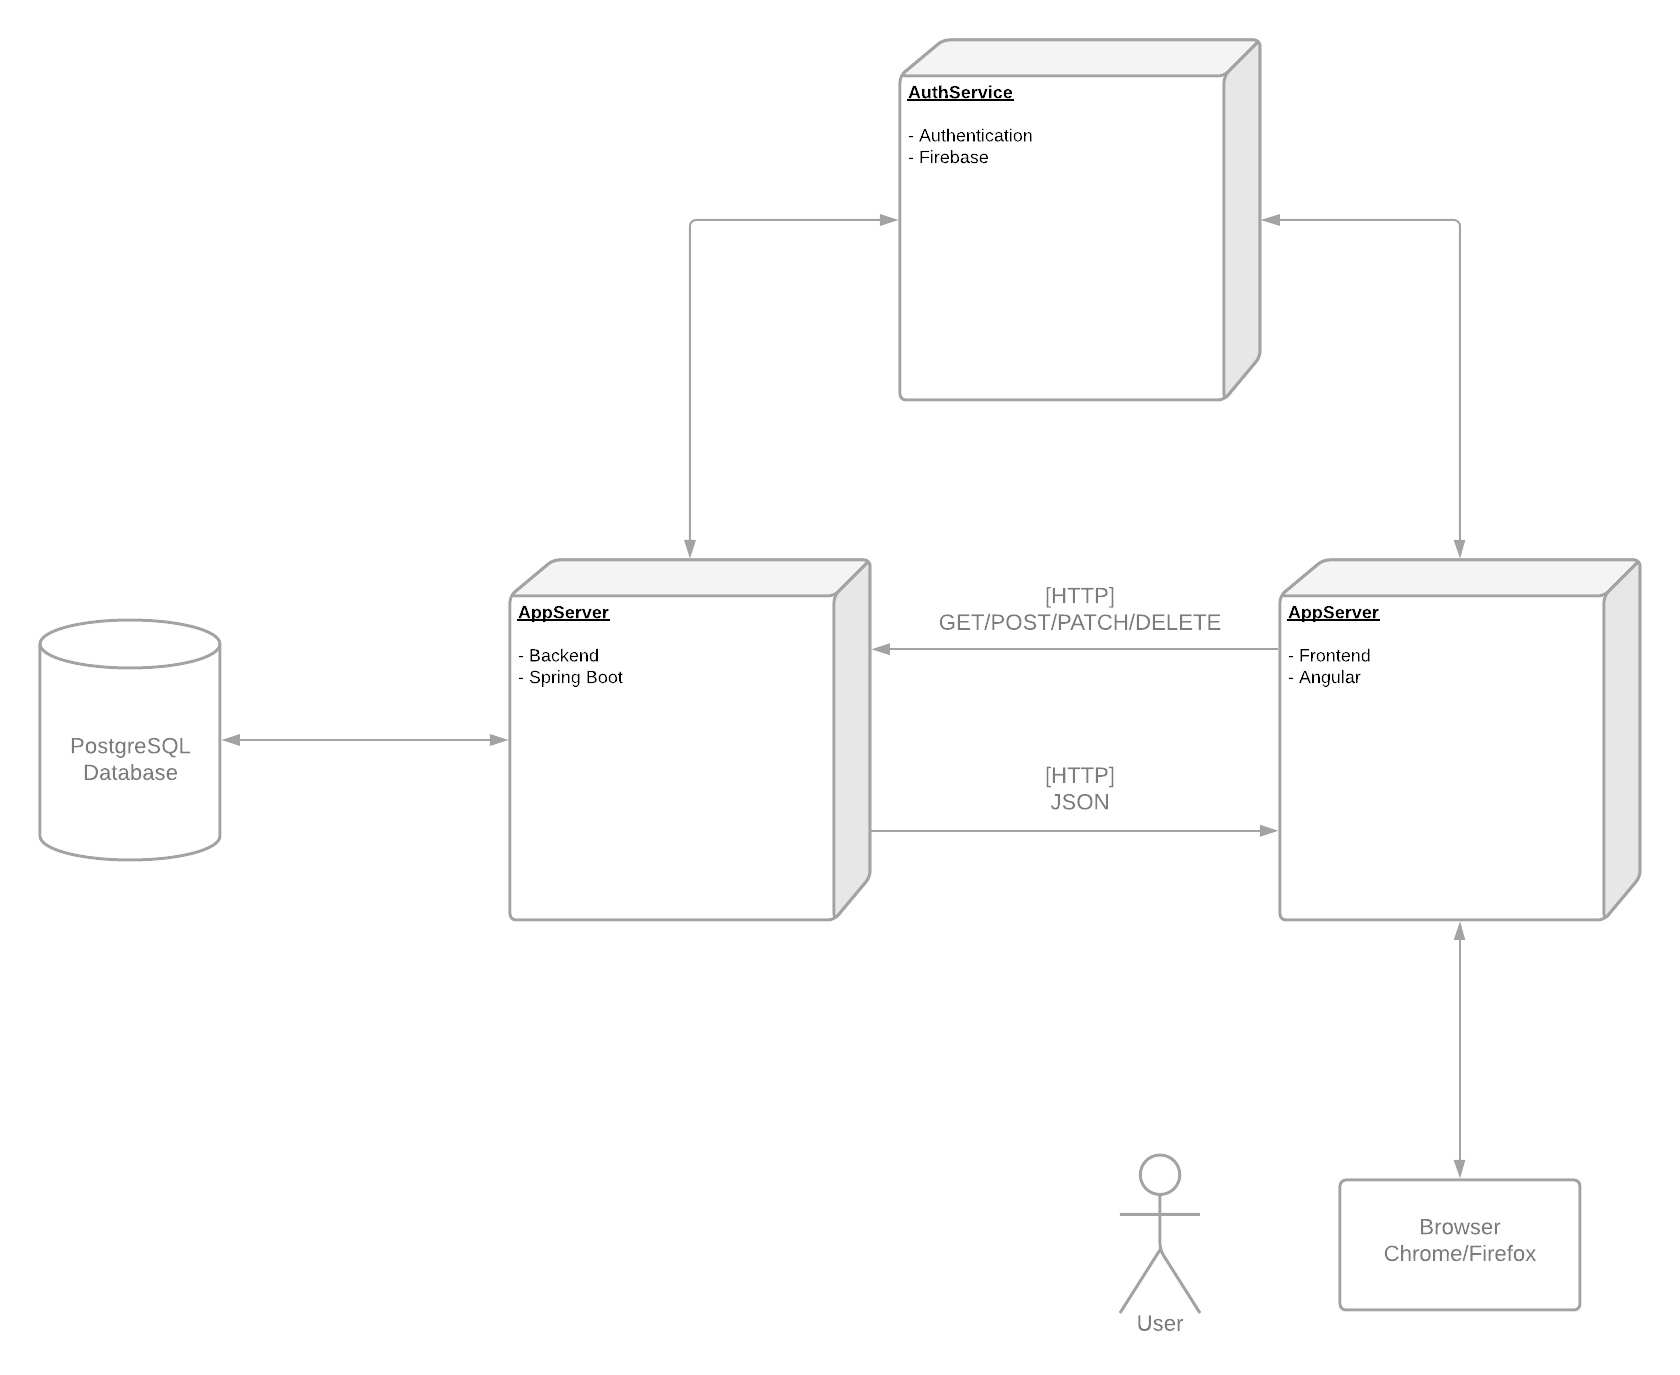 AuthService
- Authentication
- Firebase
AppServer
- Backend
- Spring Boot
[HTTP]
GET/POST/PATCH/DELETE
AppServer
- Frontend
- Angular
PostgreSQL
Database
[HTTP]
JSON
Browser
Chrome/Firefox
User